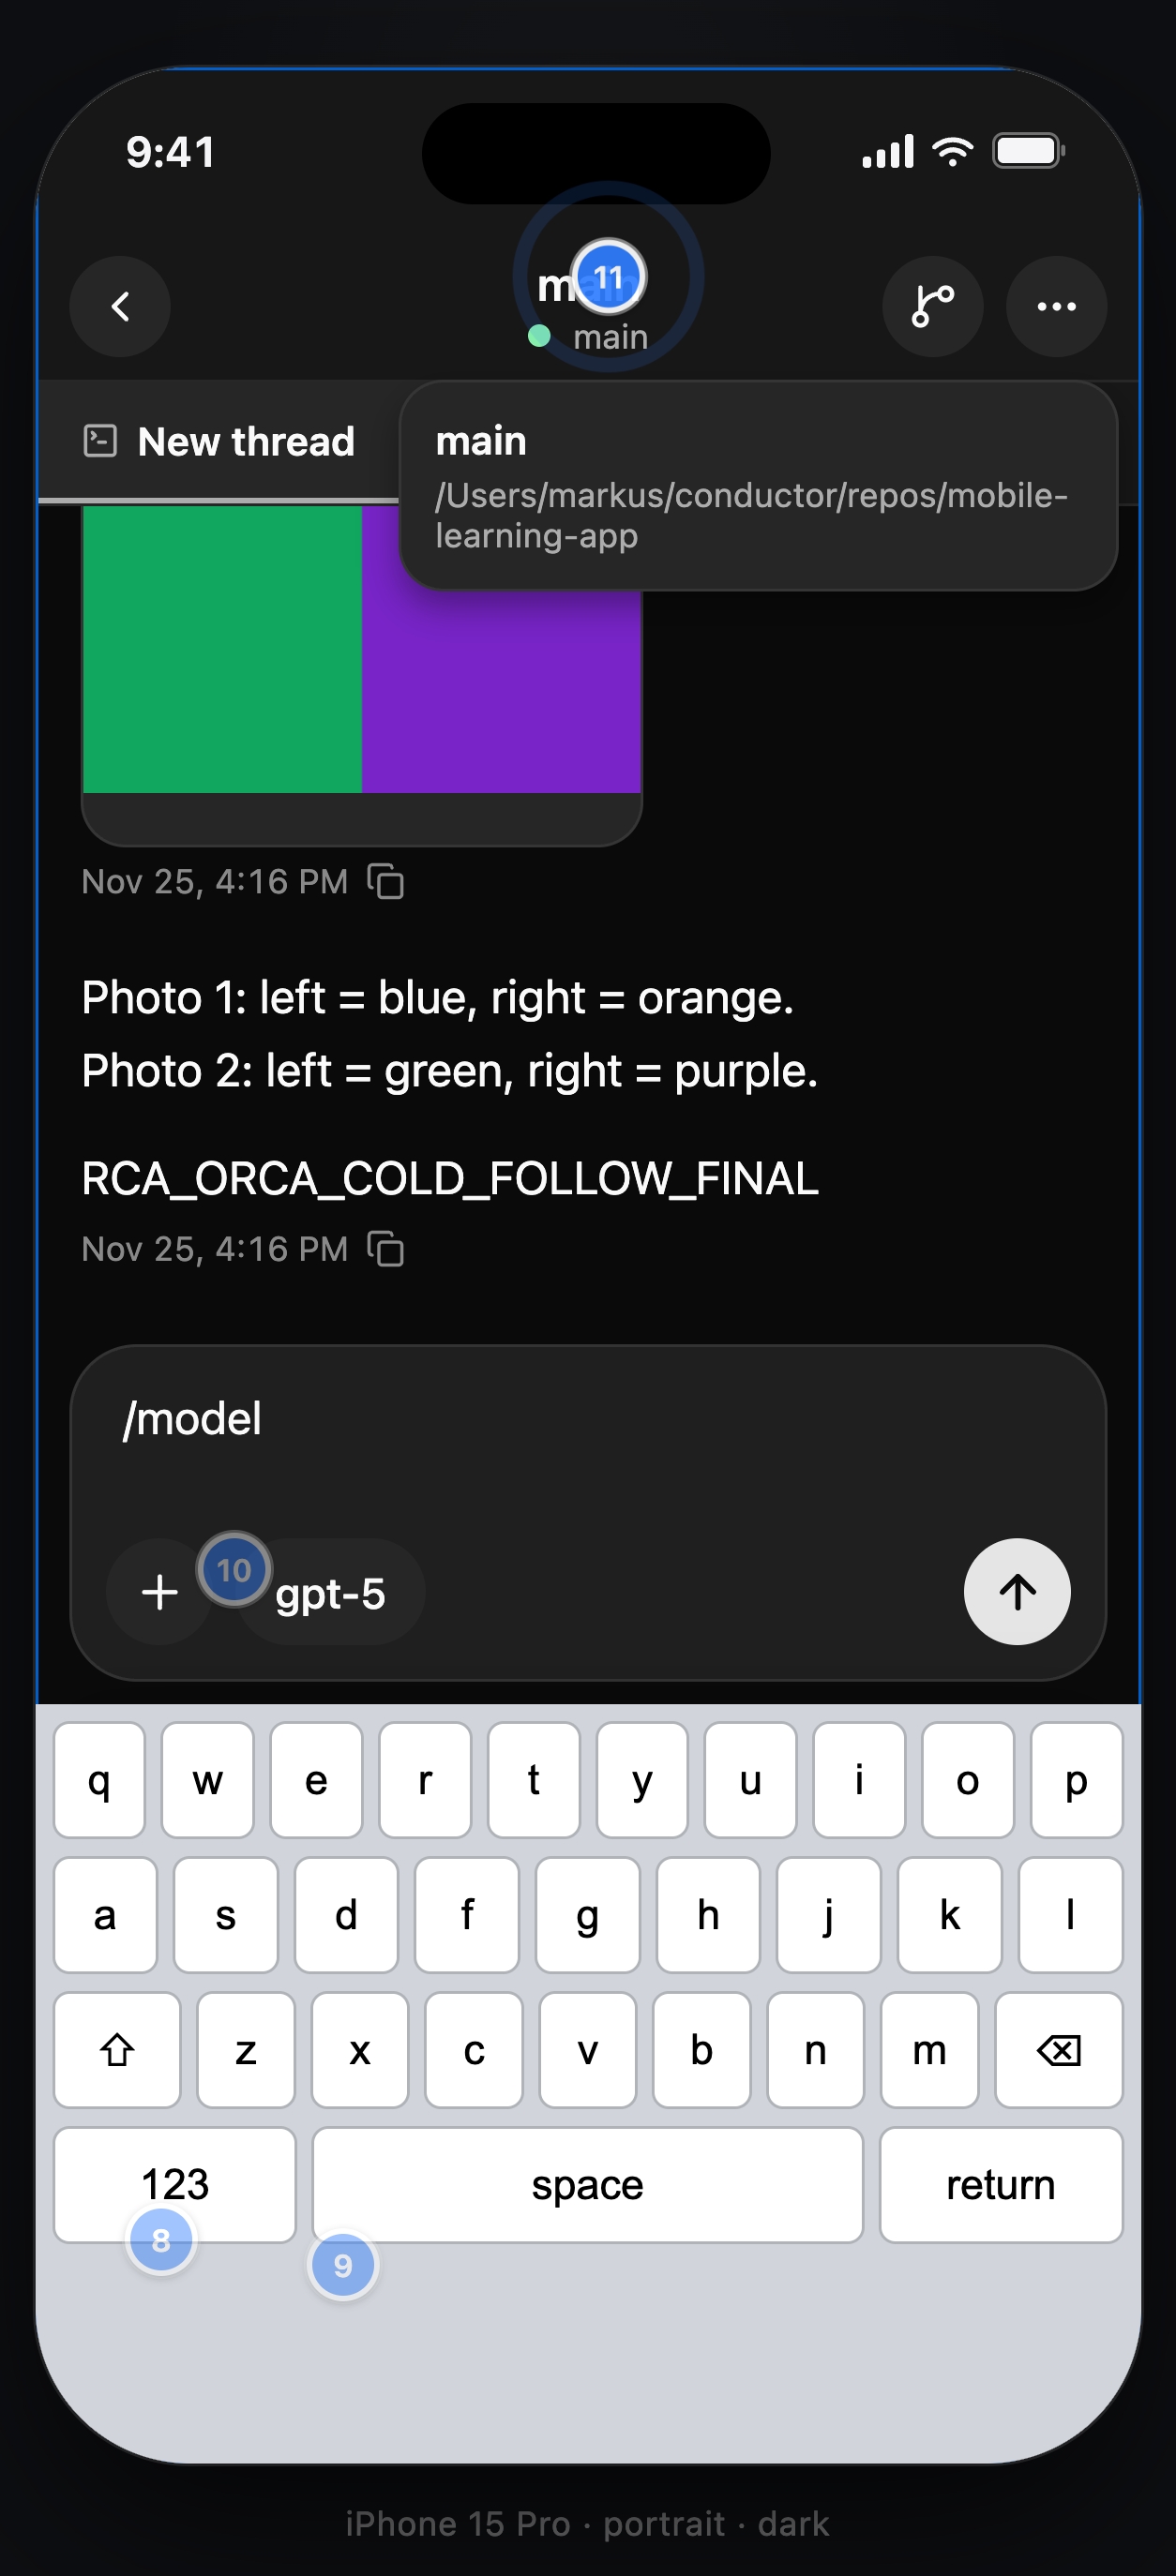 9:41
main
11
main
New thread
main
/Users/markus/conductor/repos/mobile-
learning-app
Nov 25, 4:16 PM
Photo 1: left = blue, right = orange.
Photo 2: left = green, right = purple.
RCA_ORCA_COLD_FOLLOW_FINAL
Nov 25, 4:16 PM
/model
10
gpt-5
q w e r t y u i o p
a s d f g h j k l
z x c v b n m
123 space return
8
9
iPhone 15 Pro · portrait · dark